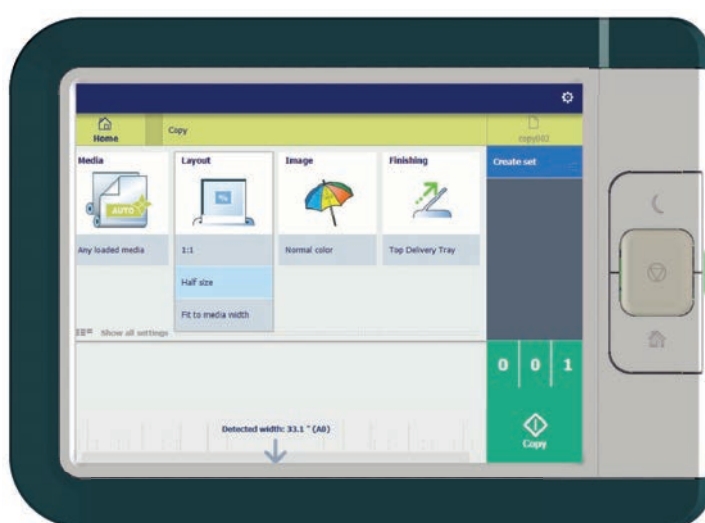 Home
Copy
copy002
Media
Layout
Image
Finishing
Create set
AUTO
%
Any loaded media
1:1
Normal color
Top Delivery Tray
Half size
Fit to media width
Show all settings
0 0 1
Detected width: 33.1 " (A0)
Copy